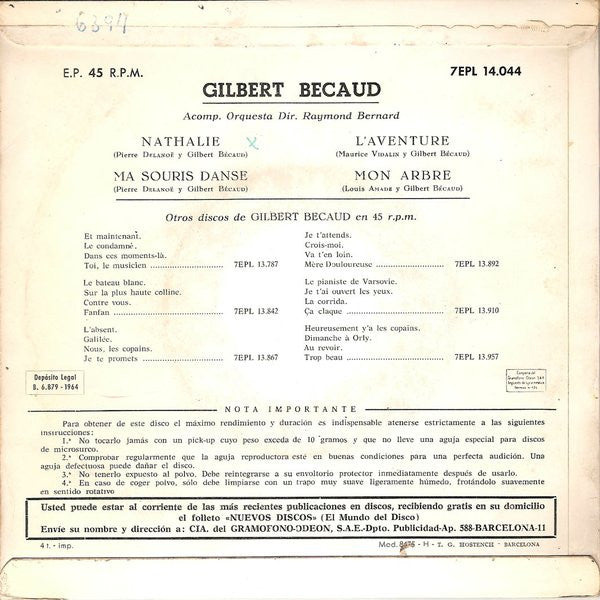 6394
E.P. 45 R.P.M.
7EPL 14.044
GILBERT BECAUD
Acomp. Orquesta Dir. Raymond Bernard
NATHALIE x
(Pierre Delanoë y Gilbert Bécaud)
MA SOURIS DANSE
(Pierre Delanoë y Gilbert Bécaud)
L'AVENTURE
(Maurice Vidalin y Gilbert Bécaud)
MON ARBRE
(Louis Amade y Gilbert Bécaud)
Otros discos de GILBERT BECAUD en 45 r.p.m.
Et maintenant.
Le condamné.
Dans ces moments-là.
Toi, le musicien 7EPL 13.787
Le bateau blanc.
Sur la plus haute colline.
Contre vous.
Fanfan 7EPL 13.842
L'absent.
Galilée.
Nous, les copains.
Je te promets 7EPL 13.867
Je t'attends.
Crois-moi.
Va t'en loin.
Mère Douloureuse 7EPL 13.892
Le pianiste de Varsovie.
Je t'ai ouvert les yeux.
La corrida.
Ça claque 7EPL 13.910
Heureusement y'a les copains.
Dimanche à Orly.
Au revoir.
Trop beau 7EPL 13.957
Depósito Legal
B. 6.879 - 1964
NOTA IMPORTANTE
Para obtener de este disco el máximo rendimiento y duración es indispensable atenerse estrictamente a las siguientes
instrucciones:
1.ª No tocarlo jamás con un pick-up cuyo peso exceda de 10 gramos y que no lleve una aguja especial para discos
de microsurco.
2.ª Comprobar regularmente que la aguja reproductora esté en buenas condiciones para una perfecta audición. Una
aguja defectuosa puede dañar el disco.
3.ª No tenerlo expuesto al polvo. Debe reintegrarse a su envoltorio protector inmediatamente después de usarlo.
4.ª En caso de coger polvo, sólo debe limpiarse con un trapo muy suave ligeramente húmedo, frotándolo suavemente
en sentido rotativo
Usted puede estar al corriente de las más recientes publicaciones en discos, recibiendo gratis en su domicilio
el folleto «NUEVOS DISCOS» (El Mundo del Disco)
Envíe su nombre y dirección a: CIA. del GRAMOFONO-ODEON, S.A.E.-Dpto. Publicidad-Ap. 588-BARCELONA-11
4 t. - imp.
Mod. 8476 - H - T. G. HOSTENCH - BARCELONA